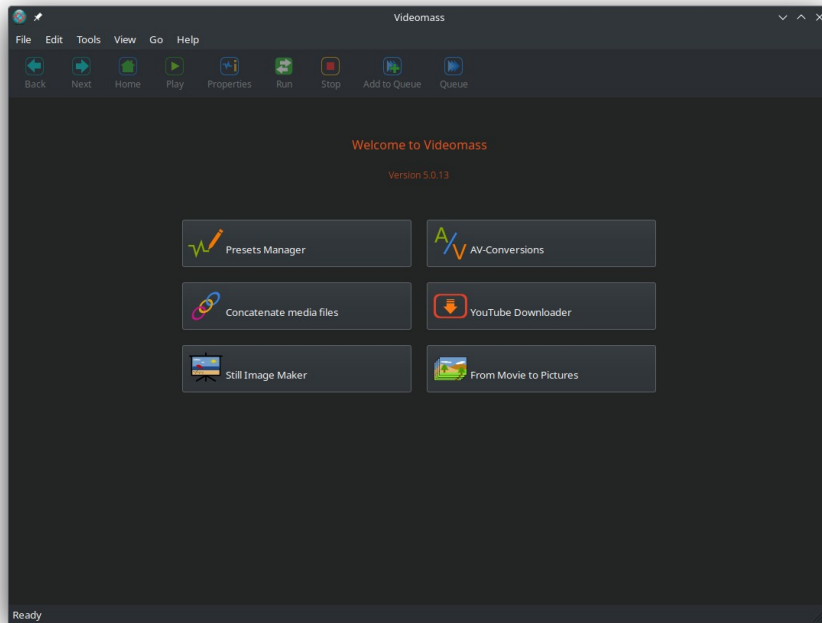 Videomass
File Edit Tools View Go Help
Back Next Home Play Properties Run Stop Add to Queue Queue
Welcome to Videomass
Version 5.0.13
Presets Manager
A/V AV-Conversions
Concatenate media files
YouTube Downloader
Still Image Maker
From Movie to Pictures
Ready